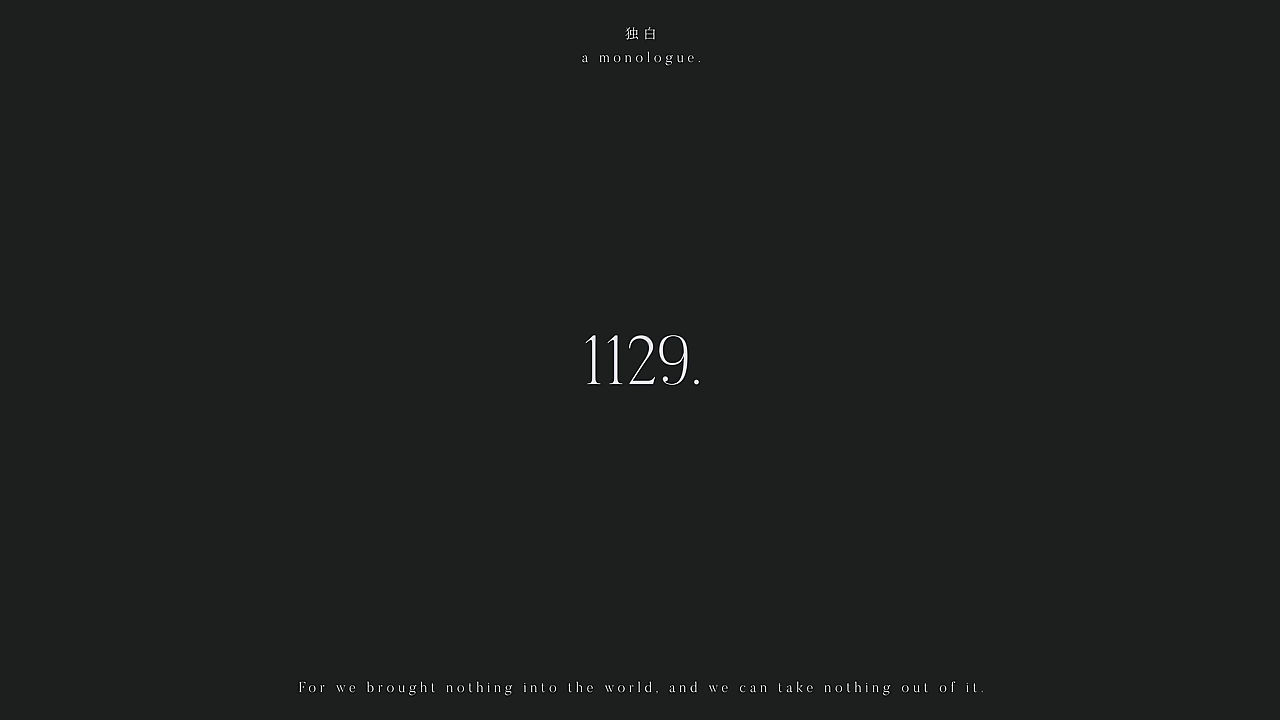 独白
a monologue.
1129.
For we brought nothing into the world, and we can take nothing out of it.